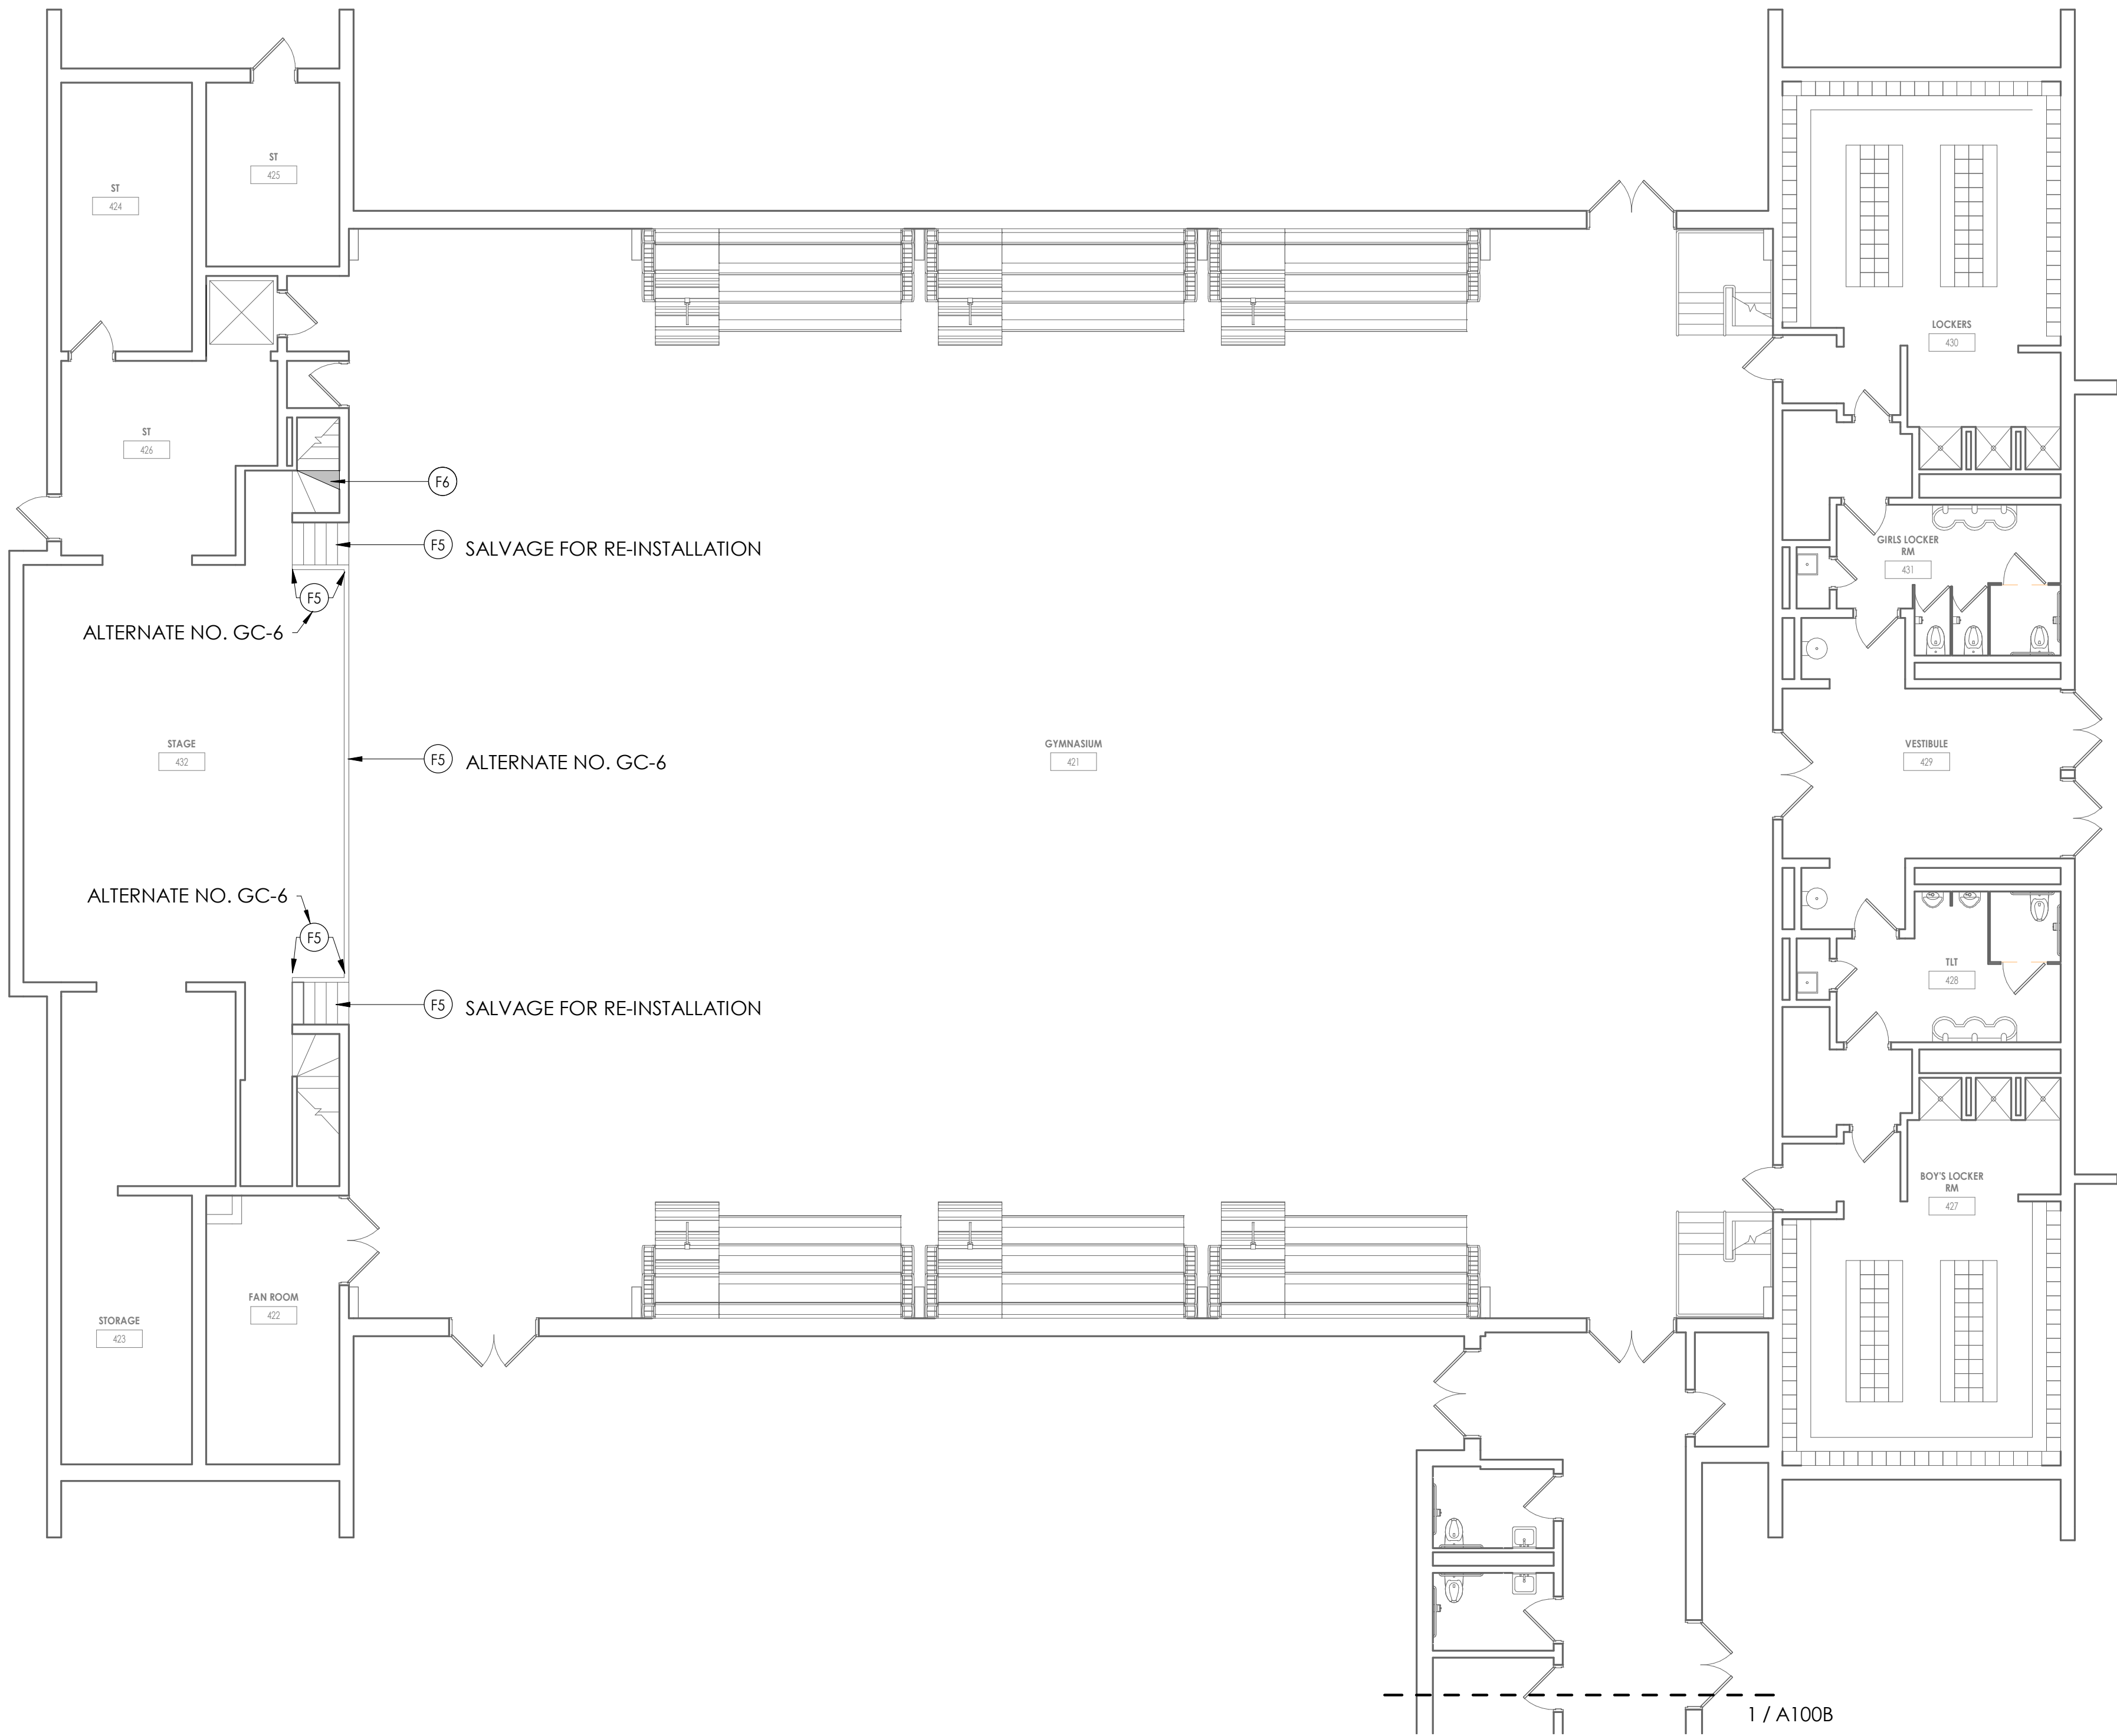 ST
425
ST
424
LOCKERS
430
ST
426
F6
F5 SALVAGE FOR RE-INSTALLATION
GIRLS LOCKER
RM
431
F5
ALTERNATE NO. GC-6
STAGE
432
F5 ALTERNATE NO. GC-6
GYMNASIUM
421
VESTIBULE
429
ALTERNATE NO. GC-6
F5
TLT
428
F5 SALVAGE FOR RE-INSTALLATION
BOY'S LOCKER
RM
427
FAN ROOM
422
STORAGE
423
1 / A100B